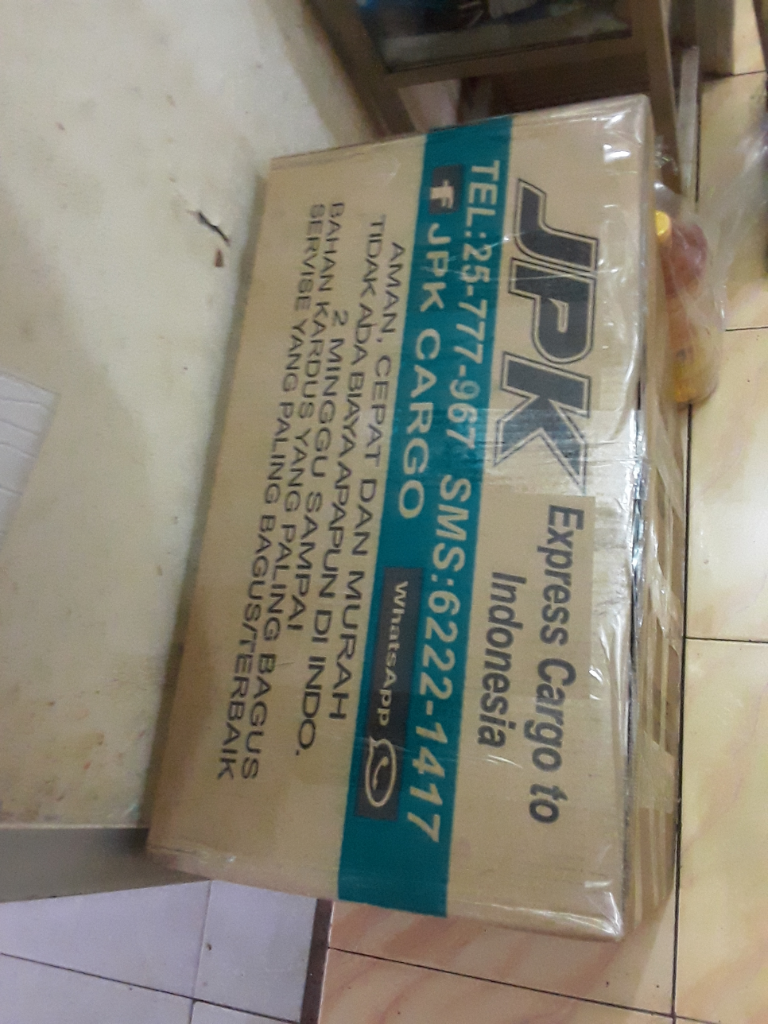 JPK
Express Cargo to
Indonesia
TEL:25-777-967 SMS:6222-1417
f JPK CARGO
WhatsApp
AMAN, CEPAT DAN MURAH
TIDAK ADA BIAYA APAPUN DI INDO.
2 MINGGU SAMPAI
BAHAN KARDUS YANG PALING BAGUS
SERVISE YANG PALING BAGUS/TERBAIK